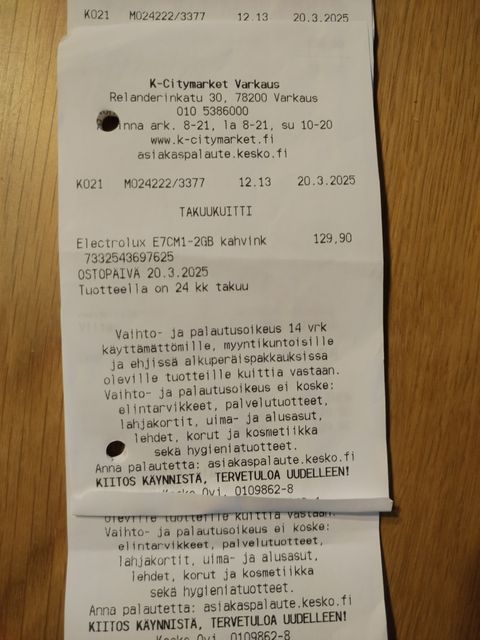 K021 M024222/3377 12.13 20.3.2025
K-Citymarket Varkaus
Relanderinkatu 30, 78200 Varkaus
010 5386000
ark. 8-21, la 8-21, su 10-20
www.k-citymarket.fi
asiakaspalaute.kesko.fi
K021 M024222/3377 12.13 20.3.2025
TAKUUKUITTI
Electrolux E7CM1-2GB kahvink 129,90
7332543697625
OSTOPÄIVÄ 20.3.2025
Tuotteella on 24 kk takuu
Vaihto- ja palautusoikeus 14 vrk
käyttämättömille, myyntikuntoisille
ja ehjissä alkuperäispakkauksissa
oleville tuotteille kuittia vastaan.
Vaihto- ja palautusoikeus ei koske:
elintarvikkeet, palvelutuotteet,
lahjakortit, uima- ja alusasut,
lehdet, korut ja kosmetiikka
sekä hygieniatuotteet.
Anna palautetta: asiakaspalaute.kesko.fi
KIITOS KÄYNNISTÄ, TERVETULOA UUDELLEEN!
Kesko Oyj, 0109862-8
oleville tuotteille kuittia vastaan.
Vaihto- ja palautusoikeus ei koske:
elintarvikkeet, palvelutuotteet,
lahjakortit, uima- ja alusasut,
lehdet, korut ja kosmetiikka
sekä hygieniatuotteet.
Anna palautetta: asiakaspalaute.kesko.fi
KIITOS KÄYNNISTÄ, TERVETULOA UUDELLEEN!
Kesko Oyj, 0109862-8